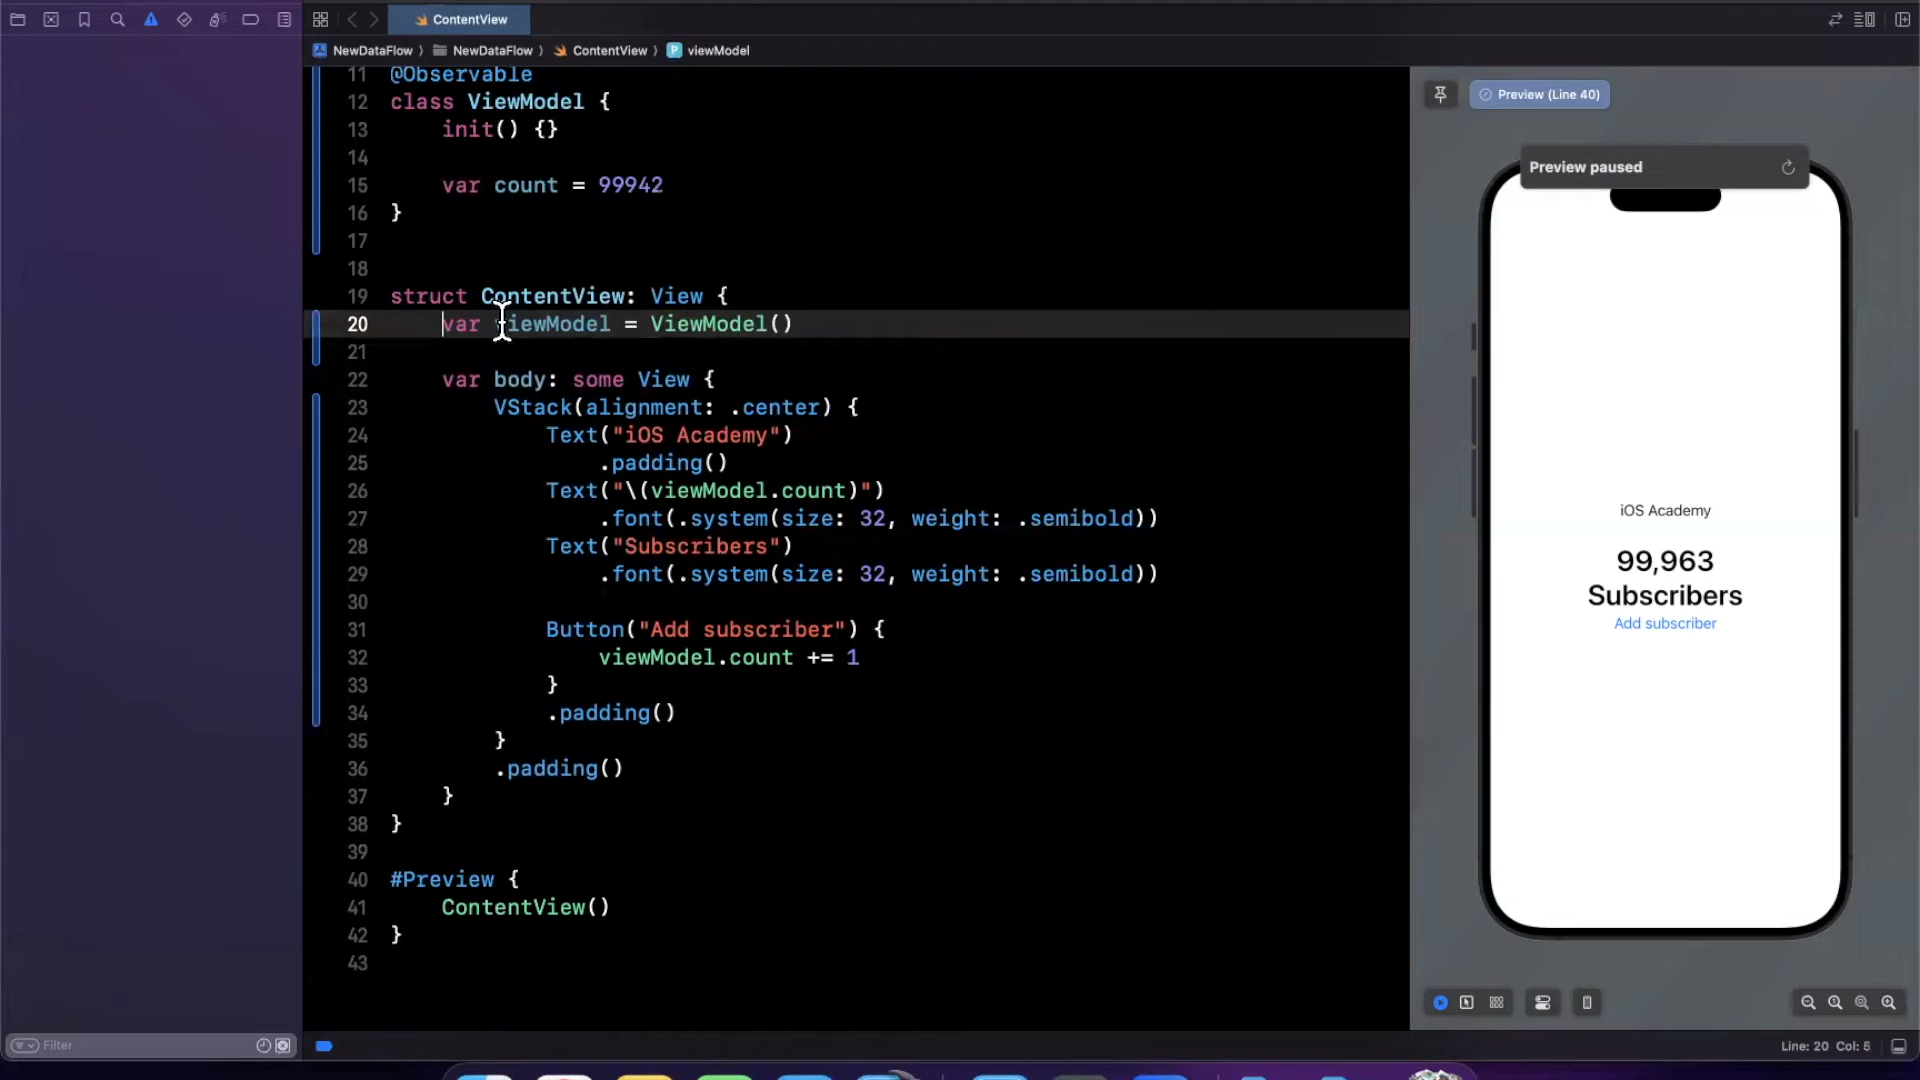 ContentView
NewDataFlow
NewDataFlow
ContentView
viewModel
11 @Observable
12 class ViewModel {
13 init() {}
14
15 var count = 99942
16 }
17
18
19 struct ContentView: View {
20 var viewModel = ViewModel()
21
22 var body: some View {
23 VStack(alignment: .center) {
24 Text("iOS Academy")
25 .padding()
26 Text("\(viewModel.count)")
27 .font(.system(size: 32, weight: .semibold))
28 Text("Subscribers")
29 .font(.system(size: 32, weight: .semibold))
30
31 Button("Add subscriber") {
32 viewModel.count += 1
33 }
34 .padding()
35 }
36 .padding()
37 }
38 }
39
40 #Preview {
41 ContentView()
42 }
43
Preview (Line 40)
Preview paused
iOS Academy
99,963
Subscribers
Add subscriber
Filter
Line: 20 Col: 5